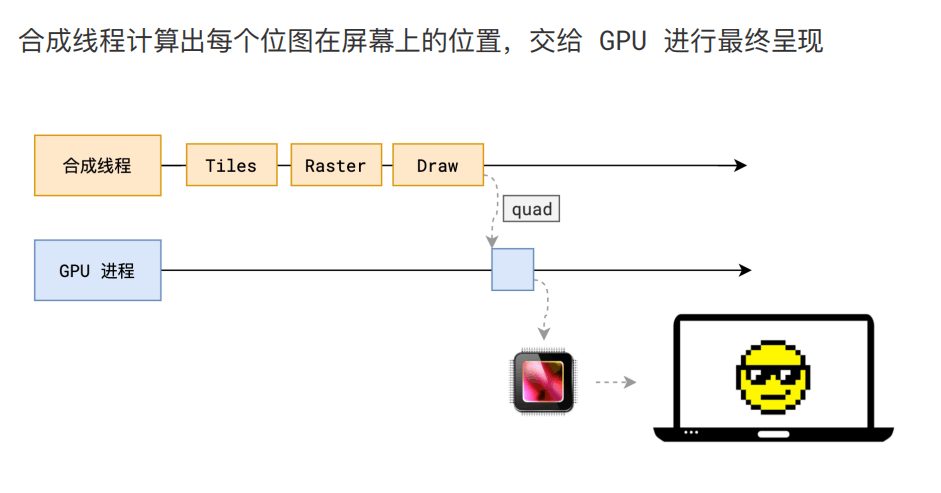 合成线程计算出每个位图在屏幕上的位置，交给 GPU 进行最终呈现
合成线程
Tiles
Raster
Draw
quad
GPU 进程